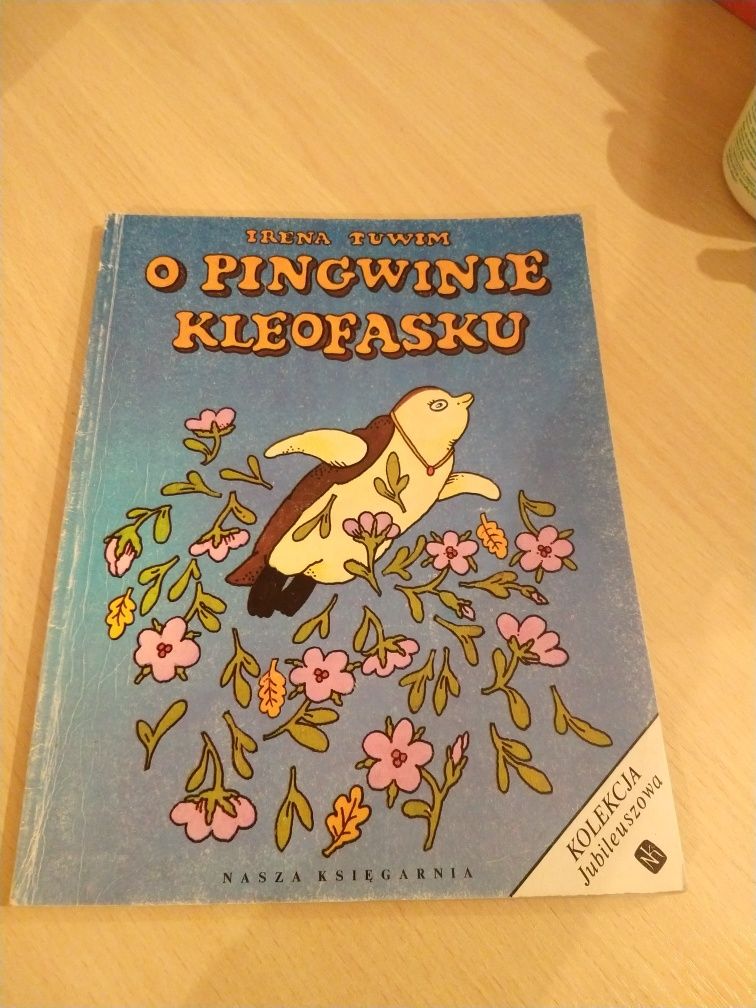 IRENA TUWIM
O PINGWINIE
KLEOFASKU
KOLEKCJA
Jubileuszowa
NASZA KSIĘGARNIA